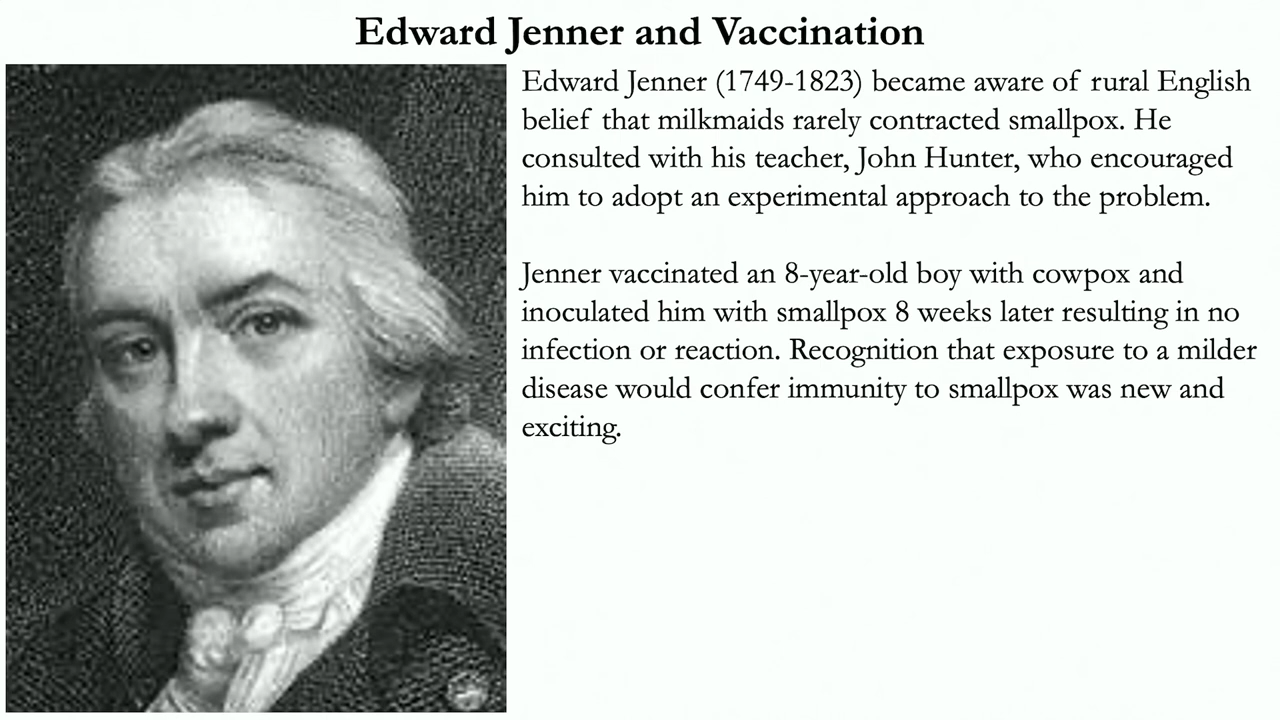 Edward Jenner and Vaccination
Edward Jenner (1749-1823) became aware of rural English
belief that milkmaids rarely contracted smallpox. He
consulted with his teacher, John Hunter, who encouraged
him to adopt an experimental approach to the problem.
Jenner vaccinated an 8-year-old boy with cowpox and
inoculated him with smallpox 8 weeks later resulting in no
infection or reaction. Recognition that exposure to a milder
disease would confer immunity to smallpox was new and
exciting.